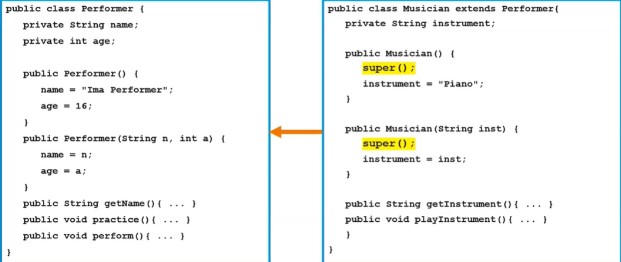 public class Performer {
private String name;
private int age;
public Performer() {
name = "Ima Performer";
age = 16;
}
public Performer(String n, int a) {
name = n;
age = a;
}
public String getName(){ ... }
public void practice(){ ... }
public void perform(){ ... }
}
public class Musician extends Performer{
private String instrument;
public Musician() {
super();
instrument = "Piano";
}
public Musician(String inst) {
super();
instrument = inst;
}
public String getInstrument(){ ... }
public void playInstrument(){ ... }
}
}